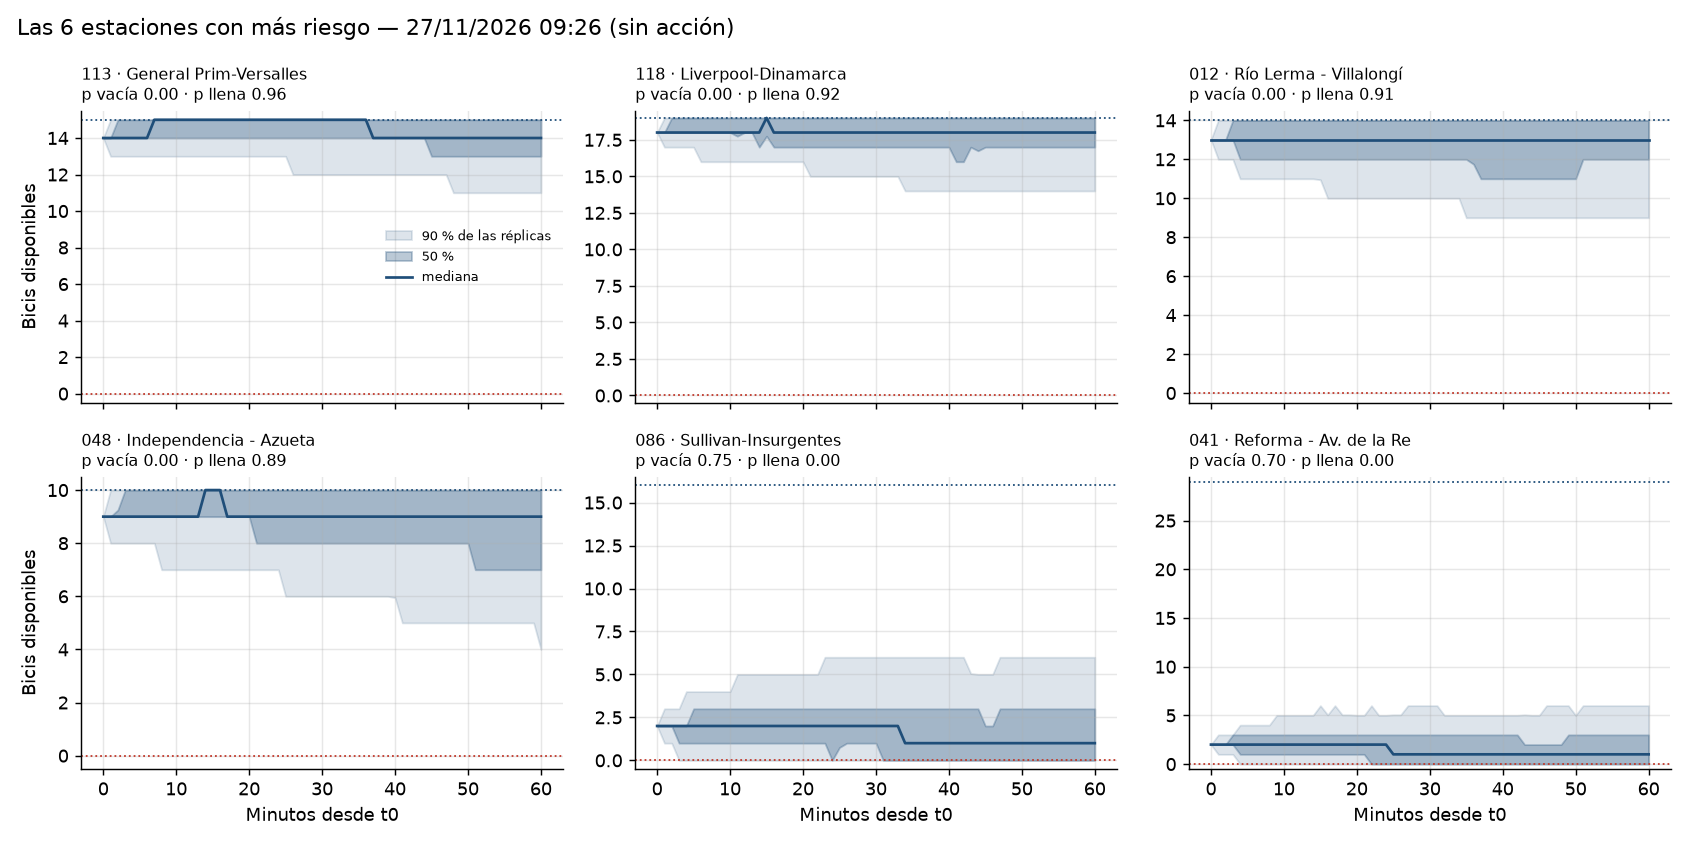 Las 6 estaciones con más riesgo — 27/11/2026 09:26 (sin acción)
113 · General Prim-Versalles
p vacía 0.00 · p llena 0.96
14
12
10
8
6
4
2
0
Bicis disponibles
90 % de las réplicas
50 %
mediana
118 · Liverpool-Dinamarca
p vacía 0.00 · p llena 0.92
17.5
15.0
12.5
10.0
7.5
5.0
2.5
0.0
012 · Río Lerma - Villalongí
p vacía 0.00 · p llena 0.91
14
12
10
8
6
4
2
0
048 · Independencia - Azueta
p vacía 0.00 · p llena 0.89
10
8
6
4
2
0
Bicis disponibles
0 10 20 30 40 50 60
Minutos desde t0
086 · Sullivan-Insurgentes
p vacía 0.75 · p llena 0.00
15.0
12.5
10.0
7.5
5.0
2.5
0.0
0 10 20 30 40 50 60
Minutos desde t0
041 · Reforma - Av. de la Re
p vacía 0.70 · p llena 0.00
25
20
15
10
5
0
0 10 20 30 40 50 60
Minutos desde t0